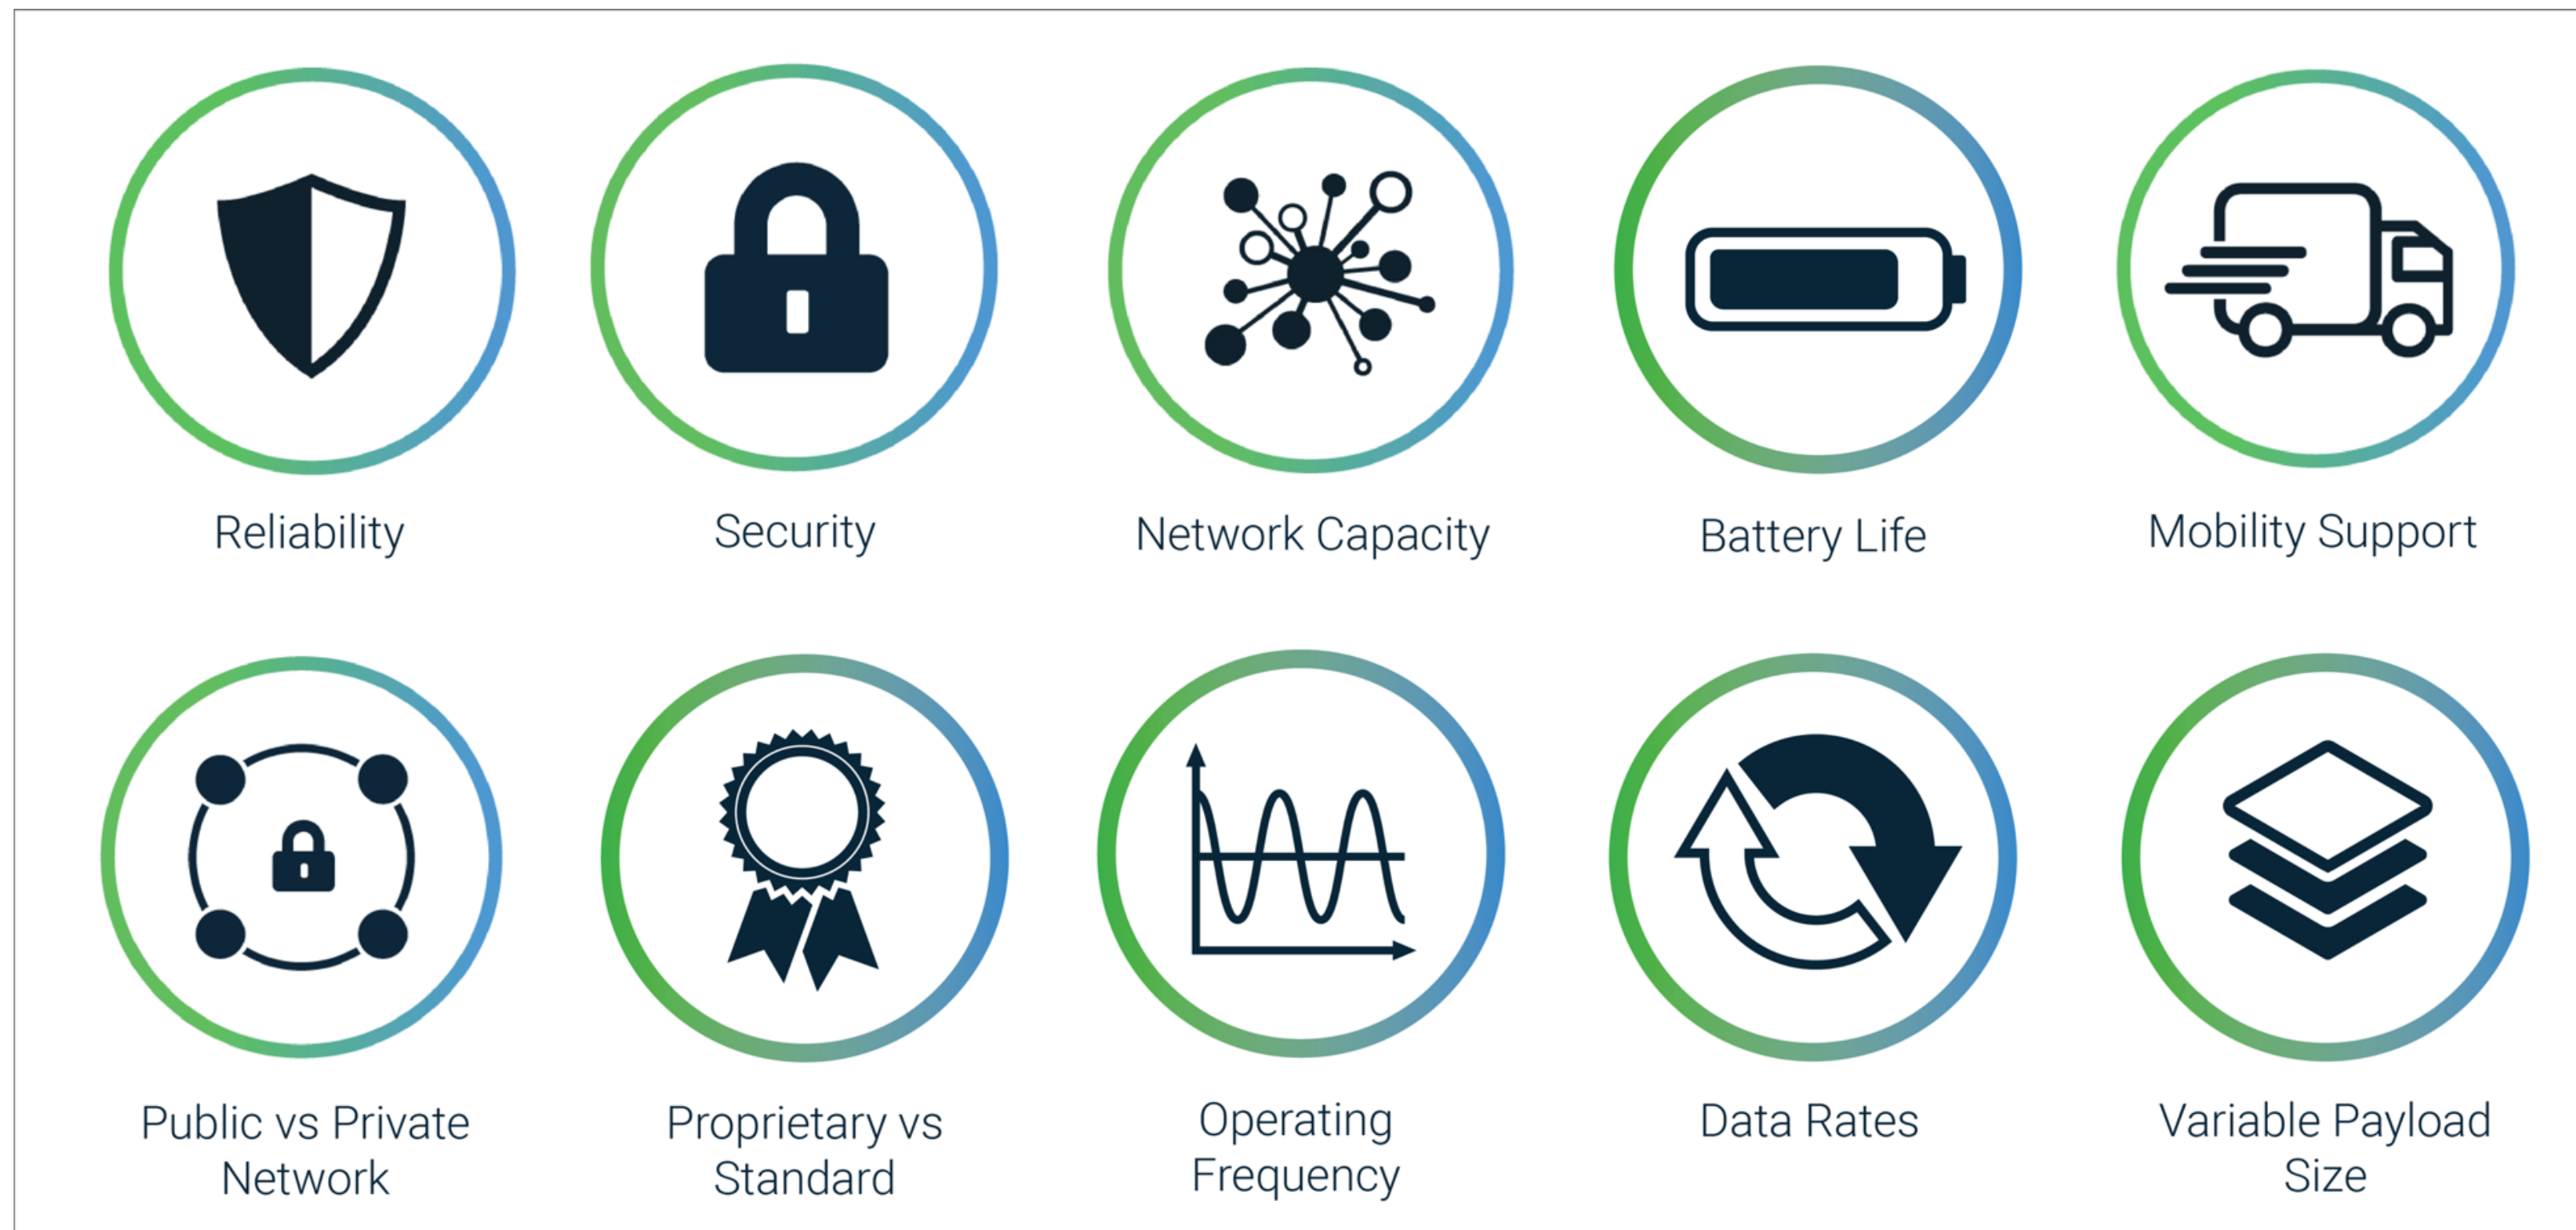 Reliability
Security
Network Capacity
Battery Life
Mobility Support
Public vs Private
Network
Proprietary vs
Standard
Operating
Frequency
Data Rates
Variable Payload
Size